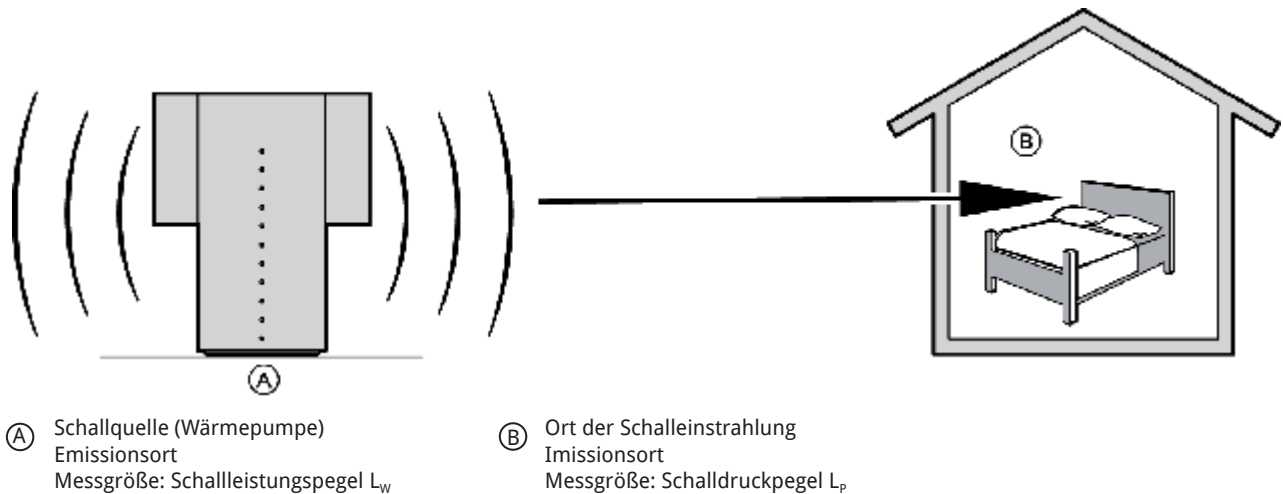 B
A
A Schallquelle (Wärmepumpe)
Emissionsort
Messgröße: Schallleistungspegel L_W
B Ort der Schalleinstrahlung
Imissionsort
Messgröße: Schalldruckpegel L_P